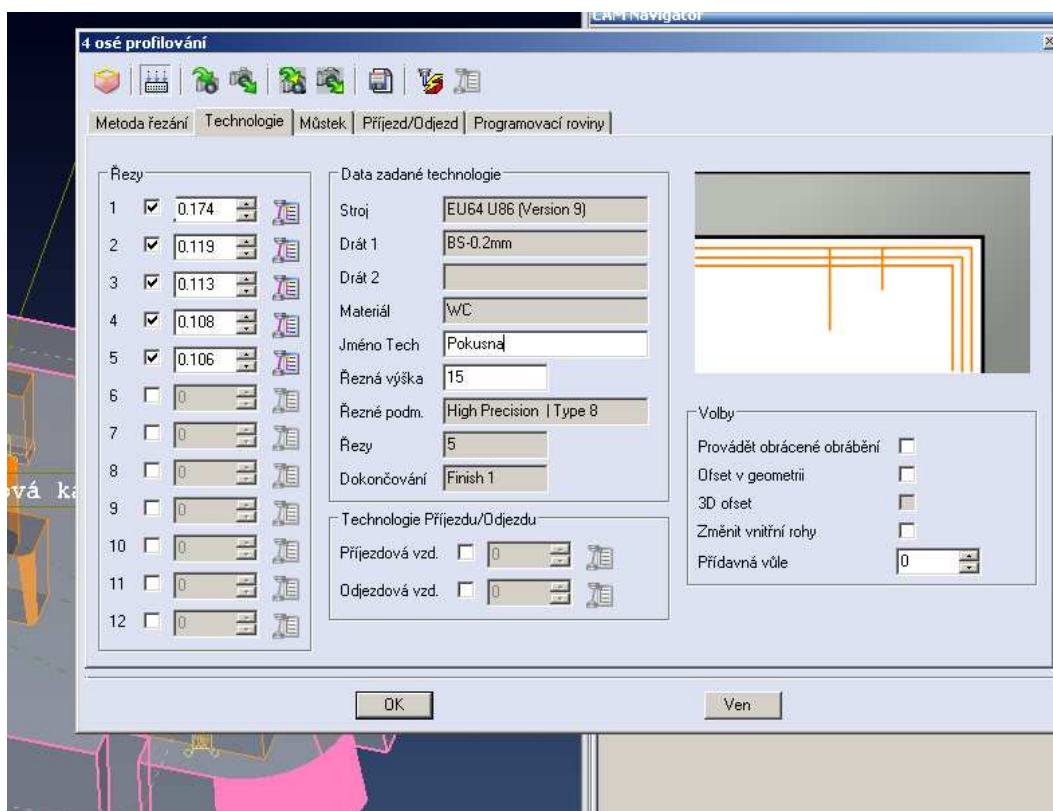 CAM Navigator
4 osé profilování
Metoda řezání Technologie Můstek Příjezd/Odjezd Programovací roviny
Řezy
1 0.174
2 0.119
3 0.113
4 0.108
5 0.106
6 0
7 0
8 0
9 0
10 0
11 0
12 0
Data zadané technologie
Stroj EU64 U86 (Version 9)
Drát 1 BS-0.2mm
Drát 2
Materiál WC
Jméno Tech Pokusna
Řezná výška 15
Řezné podm. High Precision | Type 8
Řezy 5
Dokončování Finish 1
Technologie Příjezdu/Odjezdu
Příjezdová vzd. 0
Odjezdová vzd. 0
Volby
Provádět obrácené obrábění
Ofset v geometrii
3D ofset
Změnit vnitřní rohy
Přídavná vůle 0
OK Ven